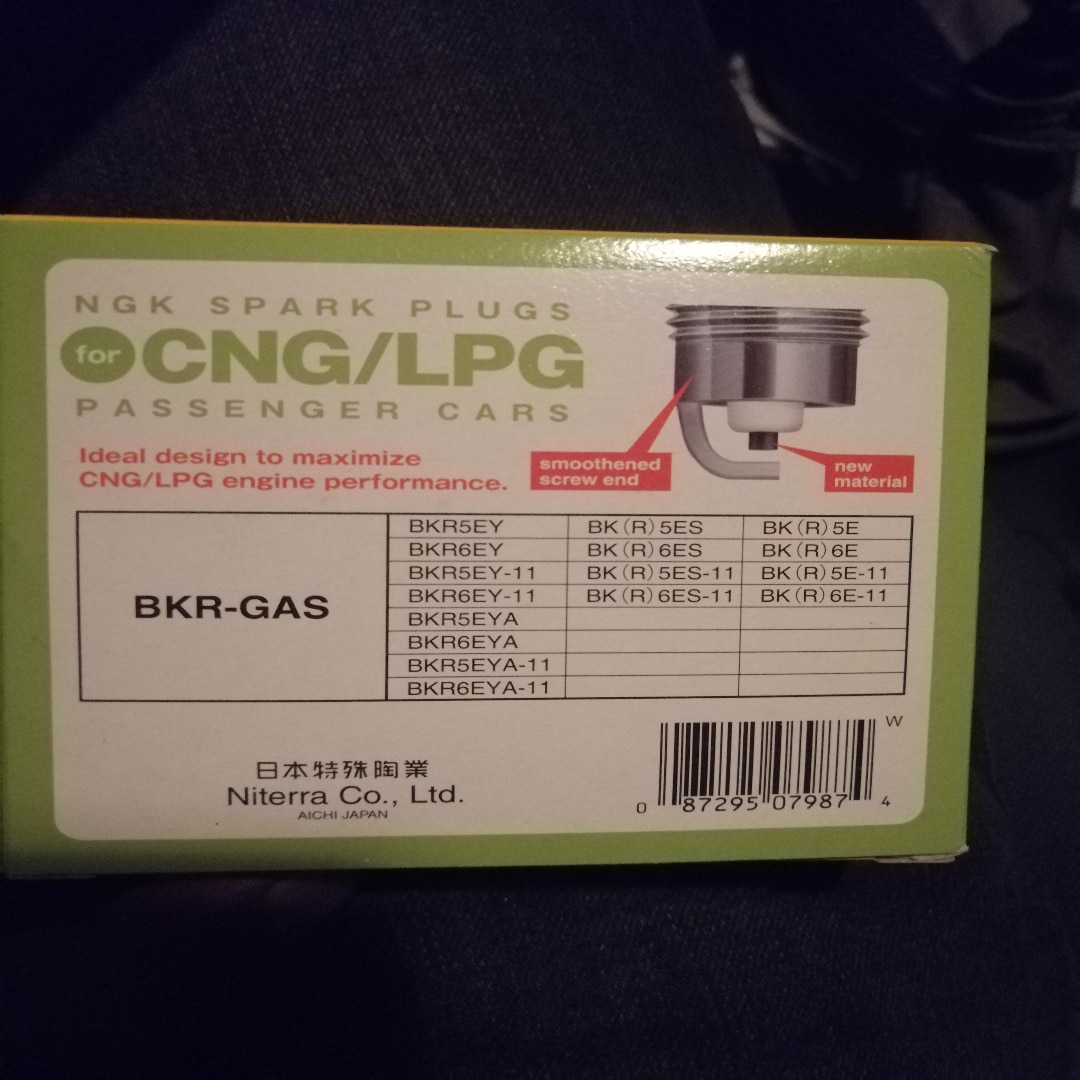 NGK SPARK PLUGS
for CNG/LPG
PASSENGER CARS
Ideal design to maximize
CNG/LPG engine performance.
smoothened
screw end
new
material
BKR-GAS
BKR5EY BK(R)5ES BK(R)5E
BKR6EY BK(R)6ES BK(R)6E
BKR5EY-11 BK(R)5ES-11 BK(R)5E-11
BKR6EY-11 BK(R)6ES-11 BK(R)6E-11
BKR5EYA
BKR6EYA
BKR5EYA-11
BKR6EYA-11
日本特殊陶業
Niterra Co., Ltd.
AICHI JAPAN
W
0 87295 07987 4